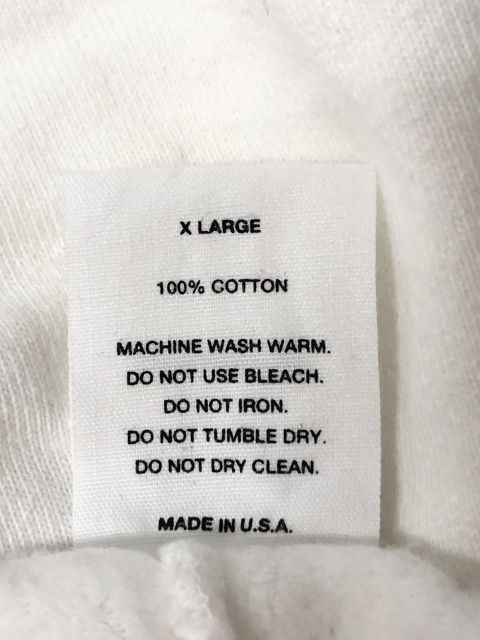 X LARGE
100% COTTON
MACHINE WASH WARM.
DO NOT USE BLEACH.
DO NOT IRON.
DO NOT TUMBLE DRY.
DO NOT DRY CLEAN.
MADE IN U.S.A.